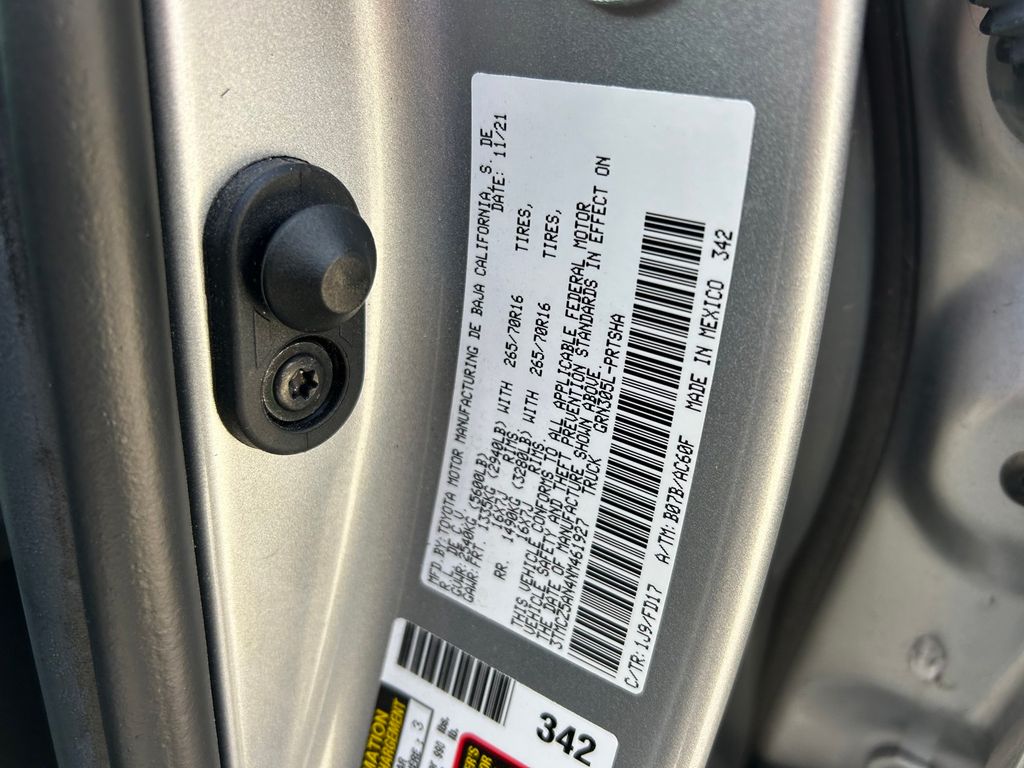 MFD.BY: TOYOTA MOTOR MANUFACTURING DE BAJA CALIFORNIA, S. DE
R.L. DE C.V. DATE: 11/21
GVWR: 2540KG (5600LB)
GAWR:FRT. 1335KG (2940LB) WITH 265/70R16 TIRES,
16X7J RIMS
RR. 1490KG (3280LB) WITH 265/70R16 TIRES,
16X7J RIMS.
THIS VEHICLE CONFORMS TO ALL APPLICABLE FEDERAL MOTOR
VEHICLE SAFETY AND THEFT PREVENTION STANDARDS IN EFFECT ON
THE DATE OF MANUFACTURE SHOWN ABOVE.
3TMCZ5AN4NM461927 TRUCK GRN305L-PRTSHA
C/TR: 1J9/FD17 A/TM: B07B/AC60F MADE IN MEXICO 342
342